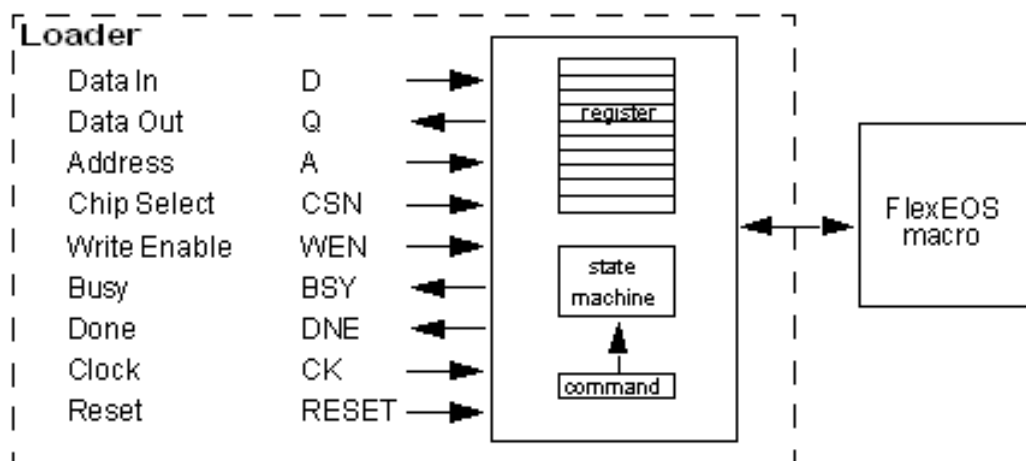 Loader
Data In D
Data Out Q
Address A
Chip Select CSN
Write Enable WEN
Busy BSY
Done DNE
Clock CK
Reset RESET
register
state
machine
command
FlexEOS
macro